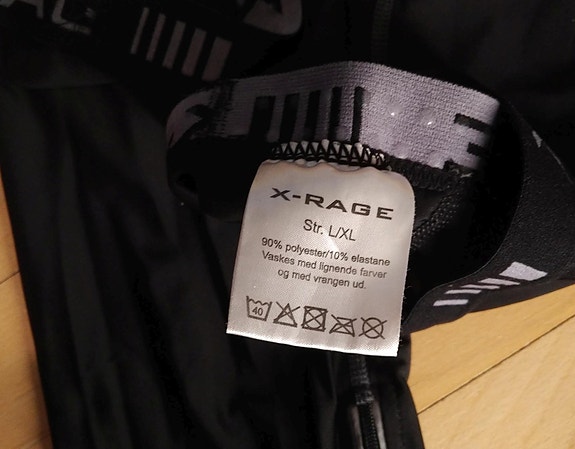 X-RAGE
Str. L/XL
90% polyester/10% elastane
Vaskes med lignende farver
og med vrangen ud.
40